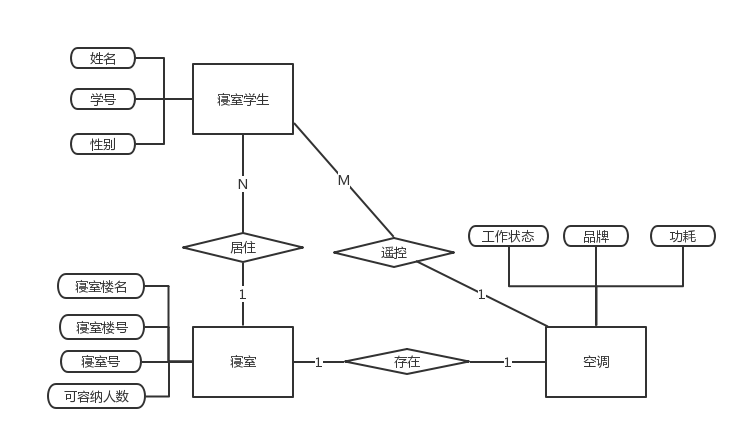 姓名
学号
性别
寝室学生
N
M
居住
遥控
工作状态
品牌
功耗
1
1
寝室楼名
寝室楼号
寝室号
可容纳人数
寝室
1
存在
1
空调